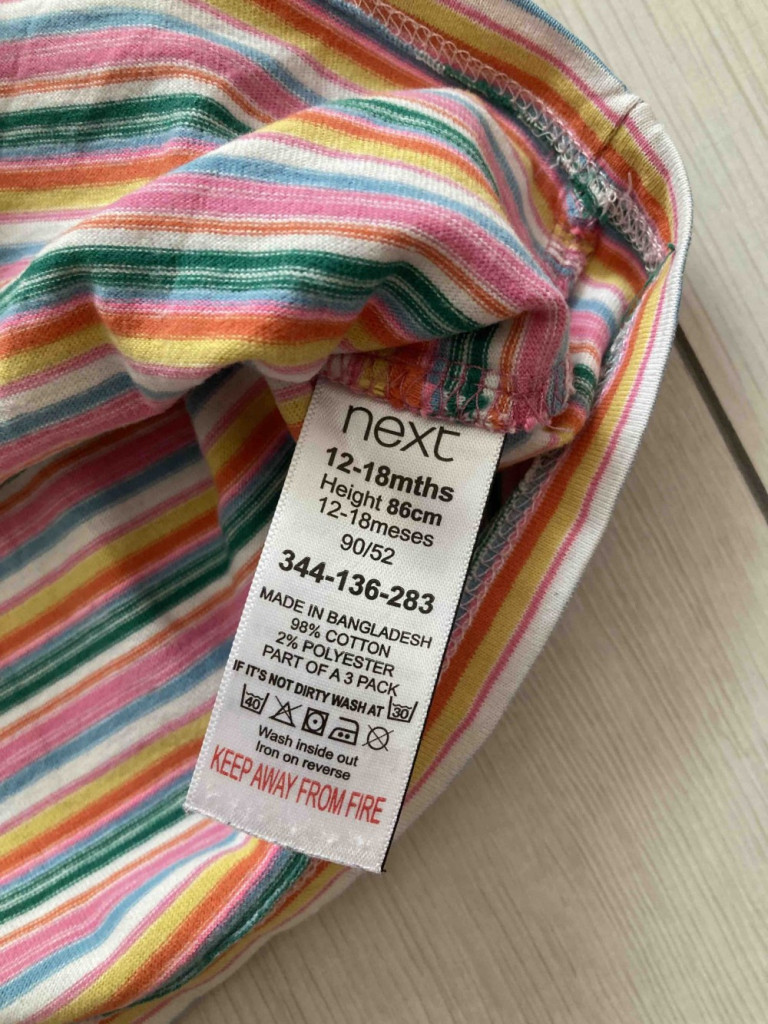 next
12-18mths
Height 86cm
12-18meses
90/52
344-136-283
MADE IN BANGLADESH
98% COTTON
2% POLYESTER
PART OF A 3 PACK
IF IT'S NOT DIRTY WASH AT 30
40
Wash inside out
Iron on reverse
KEEP AWAY FROM FIRE